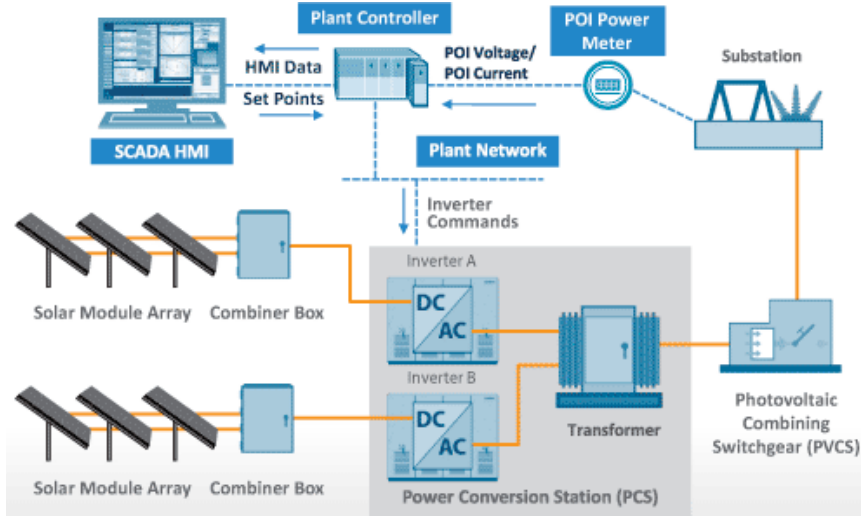 Plant Controller
POI Power
Meter
Substation
HMI Data
Set Points
POI Voltage/
POI Current
SCADA HMI
Plant Network
Inverter
Commands
Inverter A
DC
AC
Solar Module Array
Combiner Box
Inverter B
DC
AC
Transformer
Photovoltaic
Combining
Switchgear (PVCS)
Solar Module Array
Combiner Box
Power Conversion Station (PCS)